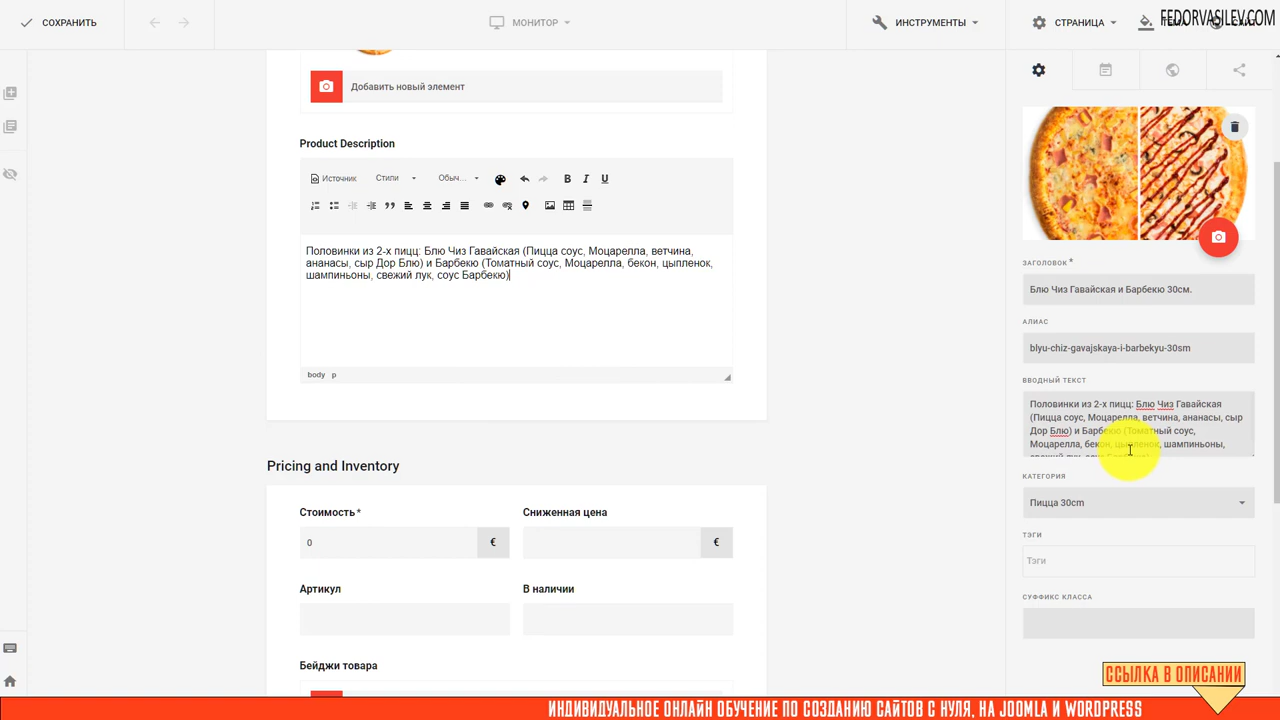 СОХРАНИТЬ
МОНИТОР
ИНСТРУМЕНТЫ
СТРАНИЦА
FEDORVASILEV.COM
Добавить новый элемент
Product Description
Источник
Стили
Обыч...
B I U
Половинки из 2-х пицц: Блю Чиз Гавайская (Пицца соус, Моцарелла, ветчина,
ананасы, сыр Дор Блю) и Барбекю (Томатный соус, Моцарелла, бекон, цыпленок,
шампиньоны, свежий лук, соус Барбекю)
body p
Pricing and Inventory
Стоимость *
Сниженная цена
0
€
€
Артикул
В наличии
Бейджи товара
ЗАГОЛОВОК *
Блю Чиз Гавайская и Барбекю 30см.
АЛИАС
blyu-chiz-gavajskaya-i-barbekyu-30sm
ВВОДНЫЙ ТЕКСТ
Половинки из 2-х пицц: Блю Чиз Гавайская
(Пицца соус, Моцарелла, ветчина, ананасы, сыр
Дор Блю) и Барбекю (Томатный соус,
Моцарелла, бекон, цыпленок, шампиньоны,
КАТЕГОРИЯ
Пицца 30cm
ТЭГИ
Тэги
СУФФИКС КЛАССА
ССЫЛКА В ОПИСАНИИ
ИНДИВИДУАЛЬНОЕ ОНЛАЙН ОБУЧЕНИЕ ПО СОЗДАНИЮ САЙТОВ С НУЛЯ, НА JOOMLA И WORDPRESS